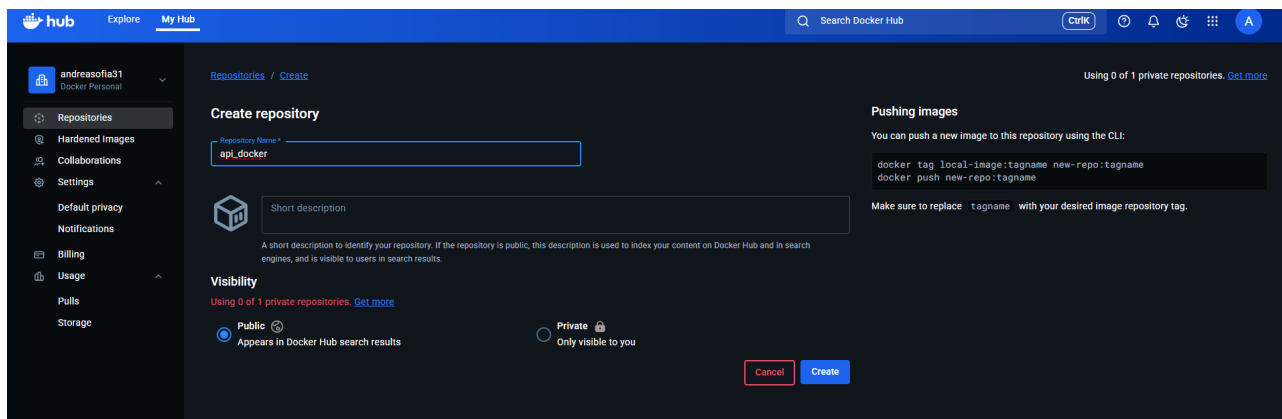 hub Explore My Hub Search Docker Hub CtrlK A
andreasofia31
Docker Personal
Repositories
Hardened Images
Collaborations
Settings
Default privacy
Notifications
Billing
Usage
Pulls
Storage
Repositories / Create
Using 0 of 1 private repositories. Get more
Create repository
Repository Name *
api_docker
Short description
A short description to identify your repository. If the repository is public, this description is used to index your content on Docker Hub and in search
engines, and is visible to users in search results.
Visibility
Using 0 of 1 private repositories. Get more
Public
Appears in Docker Hub search results
Private
Only visible to you
Cancel Create
Pushing images
You can push a new image to this repository using the CLI:
docker tag local-image:tagname new-repo:tagname
docker push new-repo:tagname
Make sure to replace tagname with your desired image repository tag.